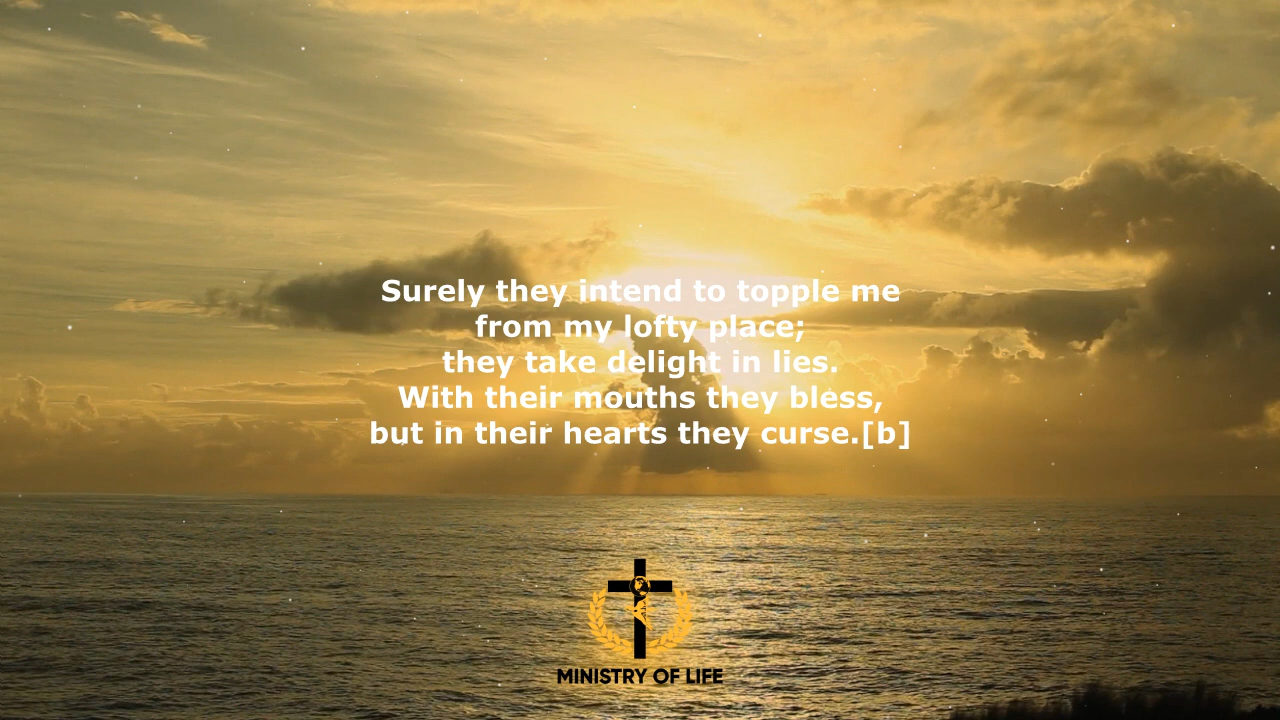 Surely they intend to topple me
from my lofty place;
they take delight in lies.
With their mouths they bless,
but in their hearts they curse.[b]
MINISTRY OF LIFE